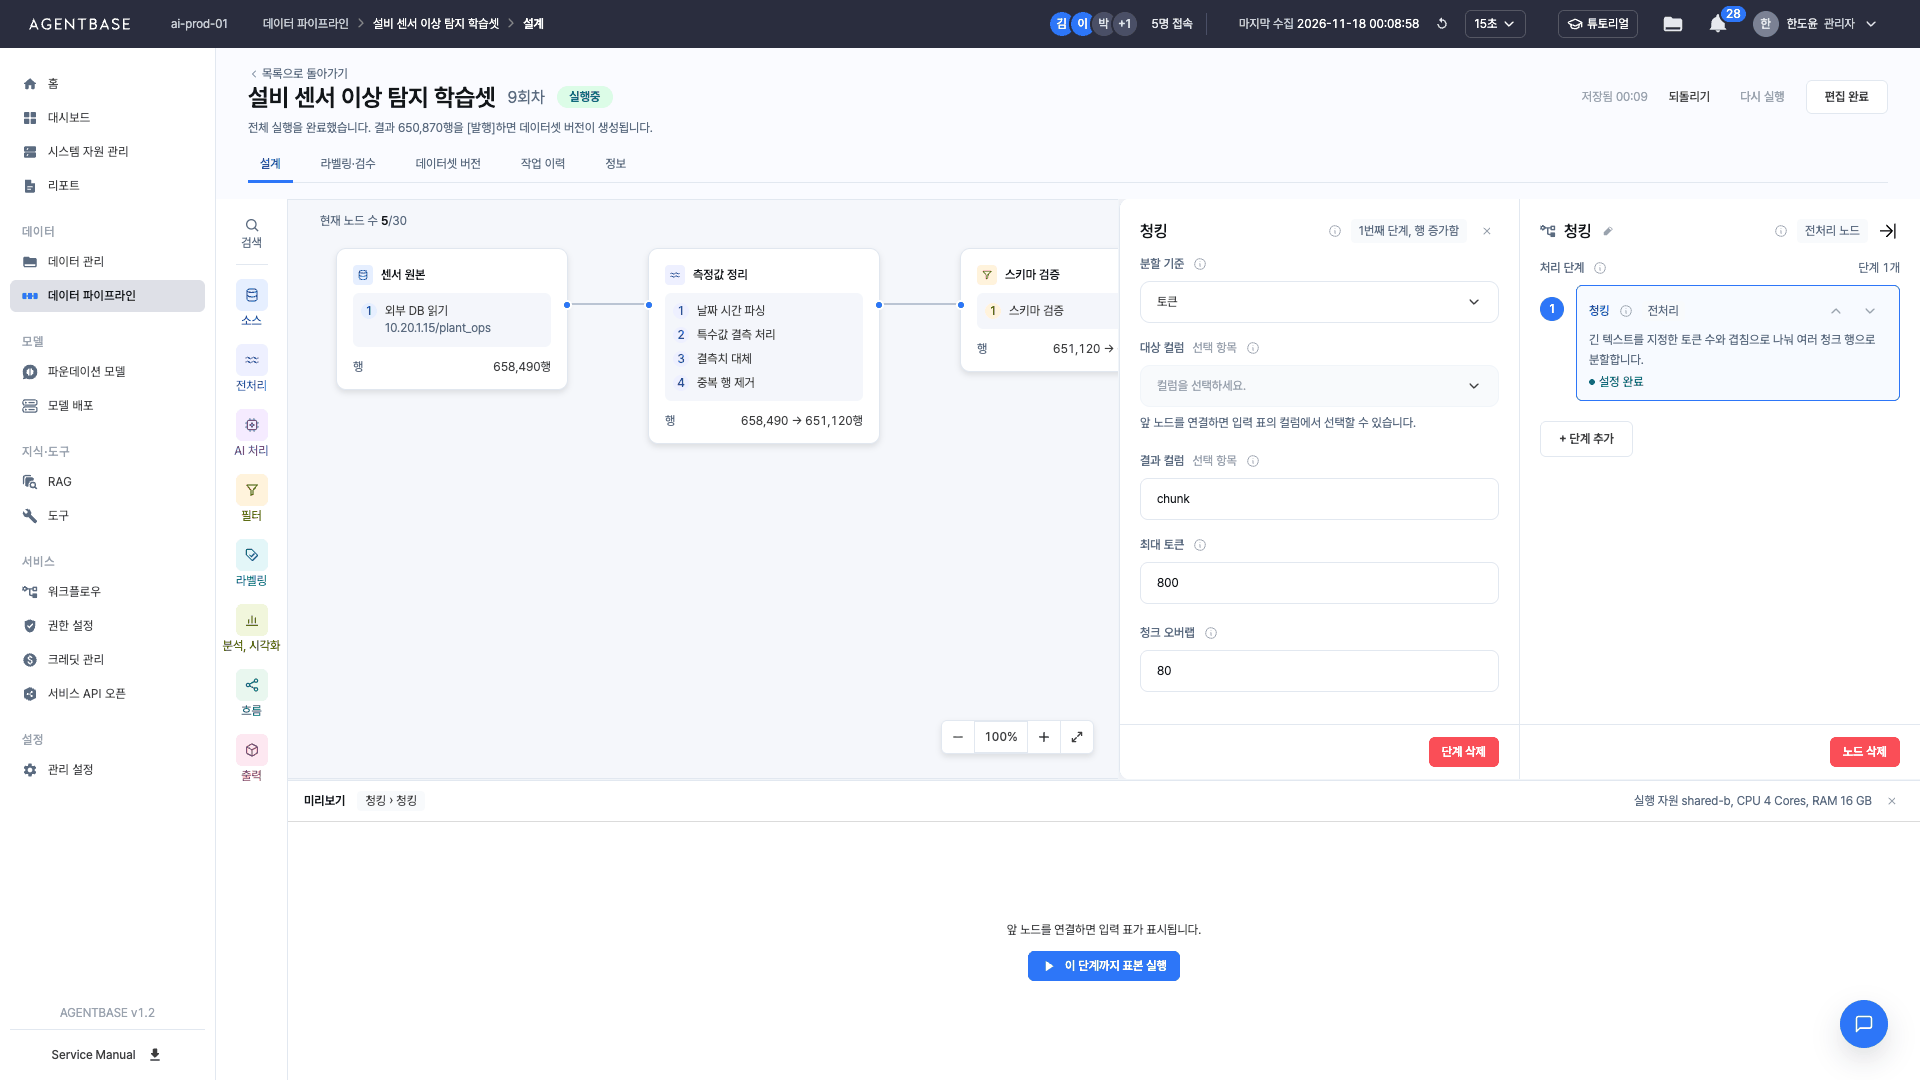 AGENTBASE
ai-prod-01
데이터 파이프라인
설비 센서 이상 탐지 학습셋
설계
김 이 박 +1
5명 접속
마지막 수집 2026-11-18 00:08:58
15초
튜토리얼
28
한
한도윤 관리자
홈
대시보드
시스템 자원 관리
리포트
데이터
데이터 관리
데이터 파이프라인
모델
파운데이션 모델
모델 배포
지식·도구
RAG
도구
서비스
워크플로우
권한 설정
크레딧 관리
서비스 API 오픈
설정
관리 설정
AGENTBASE v1.2
Service Manual
목록으로 돌아가기
설비 센서 이상 탐지 학습셋 9회차 실행중
전체 실행을 완료했습니다. 결과 650,870행을 [발행]하면 데이터셋 버전이 생성됩니다.
저장됨 00:09
되돌리기
다시 실행
편집 완료
설계
라벨링·검수
데이터셋 버전
작업 이력
정보
검색
소스
전처리
AI 처리
필터
라벨링
분석, 시각화
흐름
출력
현재 노드 수 5/30
센서 원본
1 외부 DB 읽기
10.20.1.15/plant_ops
행 658,490행
측정값 정리
1 날짜 시간 파싱
2 특수값 결측 처리
3 결측치 대체
4 중복 행 제거
행 658,490 → 651,120행
스키마 검증
1 스키마 검증
행 651,120 →
100%
청킹
1번째 단계, 행 증가함
분할 기준
토큰
대상 컬럼 선택 항목
컬럼을 선택하세요.
앞 노드를 연결하면 입력 표의 컬럼에서 선택할 수 있습니다.
결과 컬럼 선택 항목
chunk
최대 토큰
800
청크 오버랩
80
단계 삭제
청킹
전처리 노드
처리 단계
단계 1개
1
청킹 전처리
긴 텍스트를 지정한 토큰 수와 겹침으로 나눠 여러 청크 행으로
분할합니다.
설정 완료
+ 단계 추가
노드 삭제
미리보기
청킹 › 청킹
실행 자원 shared-b, CPU 4 Cores, RAM 16 GB
앞 노드를 연결하면 입력 표가 표시됩니다.
이 단계까지 표본 실행